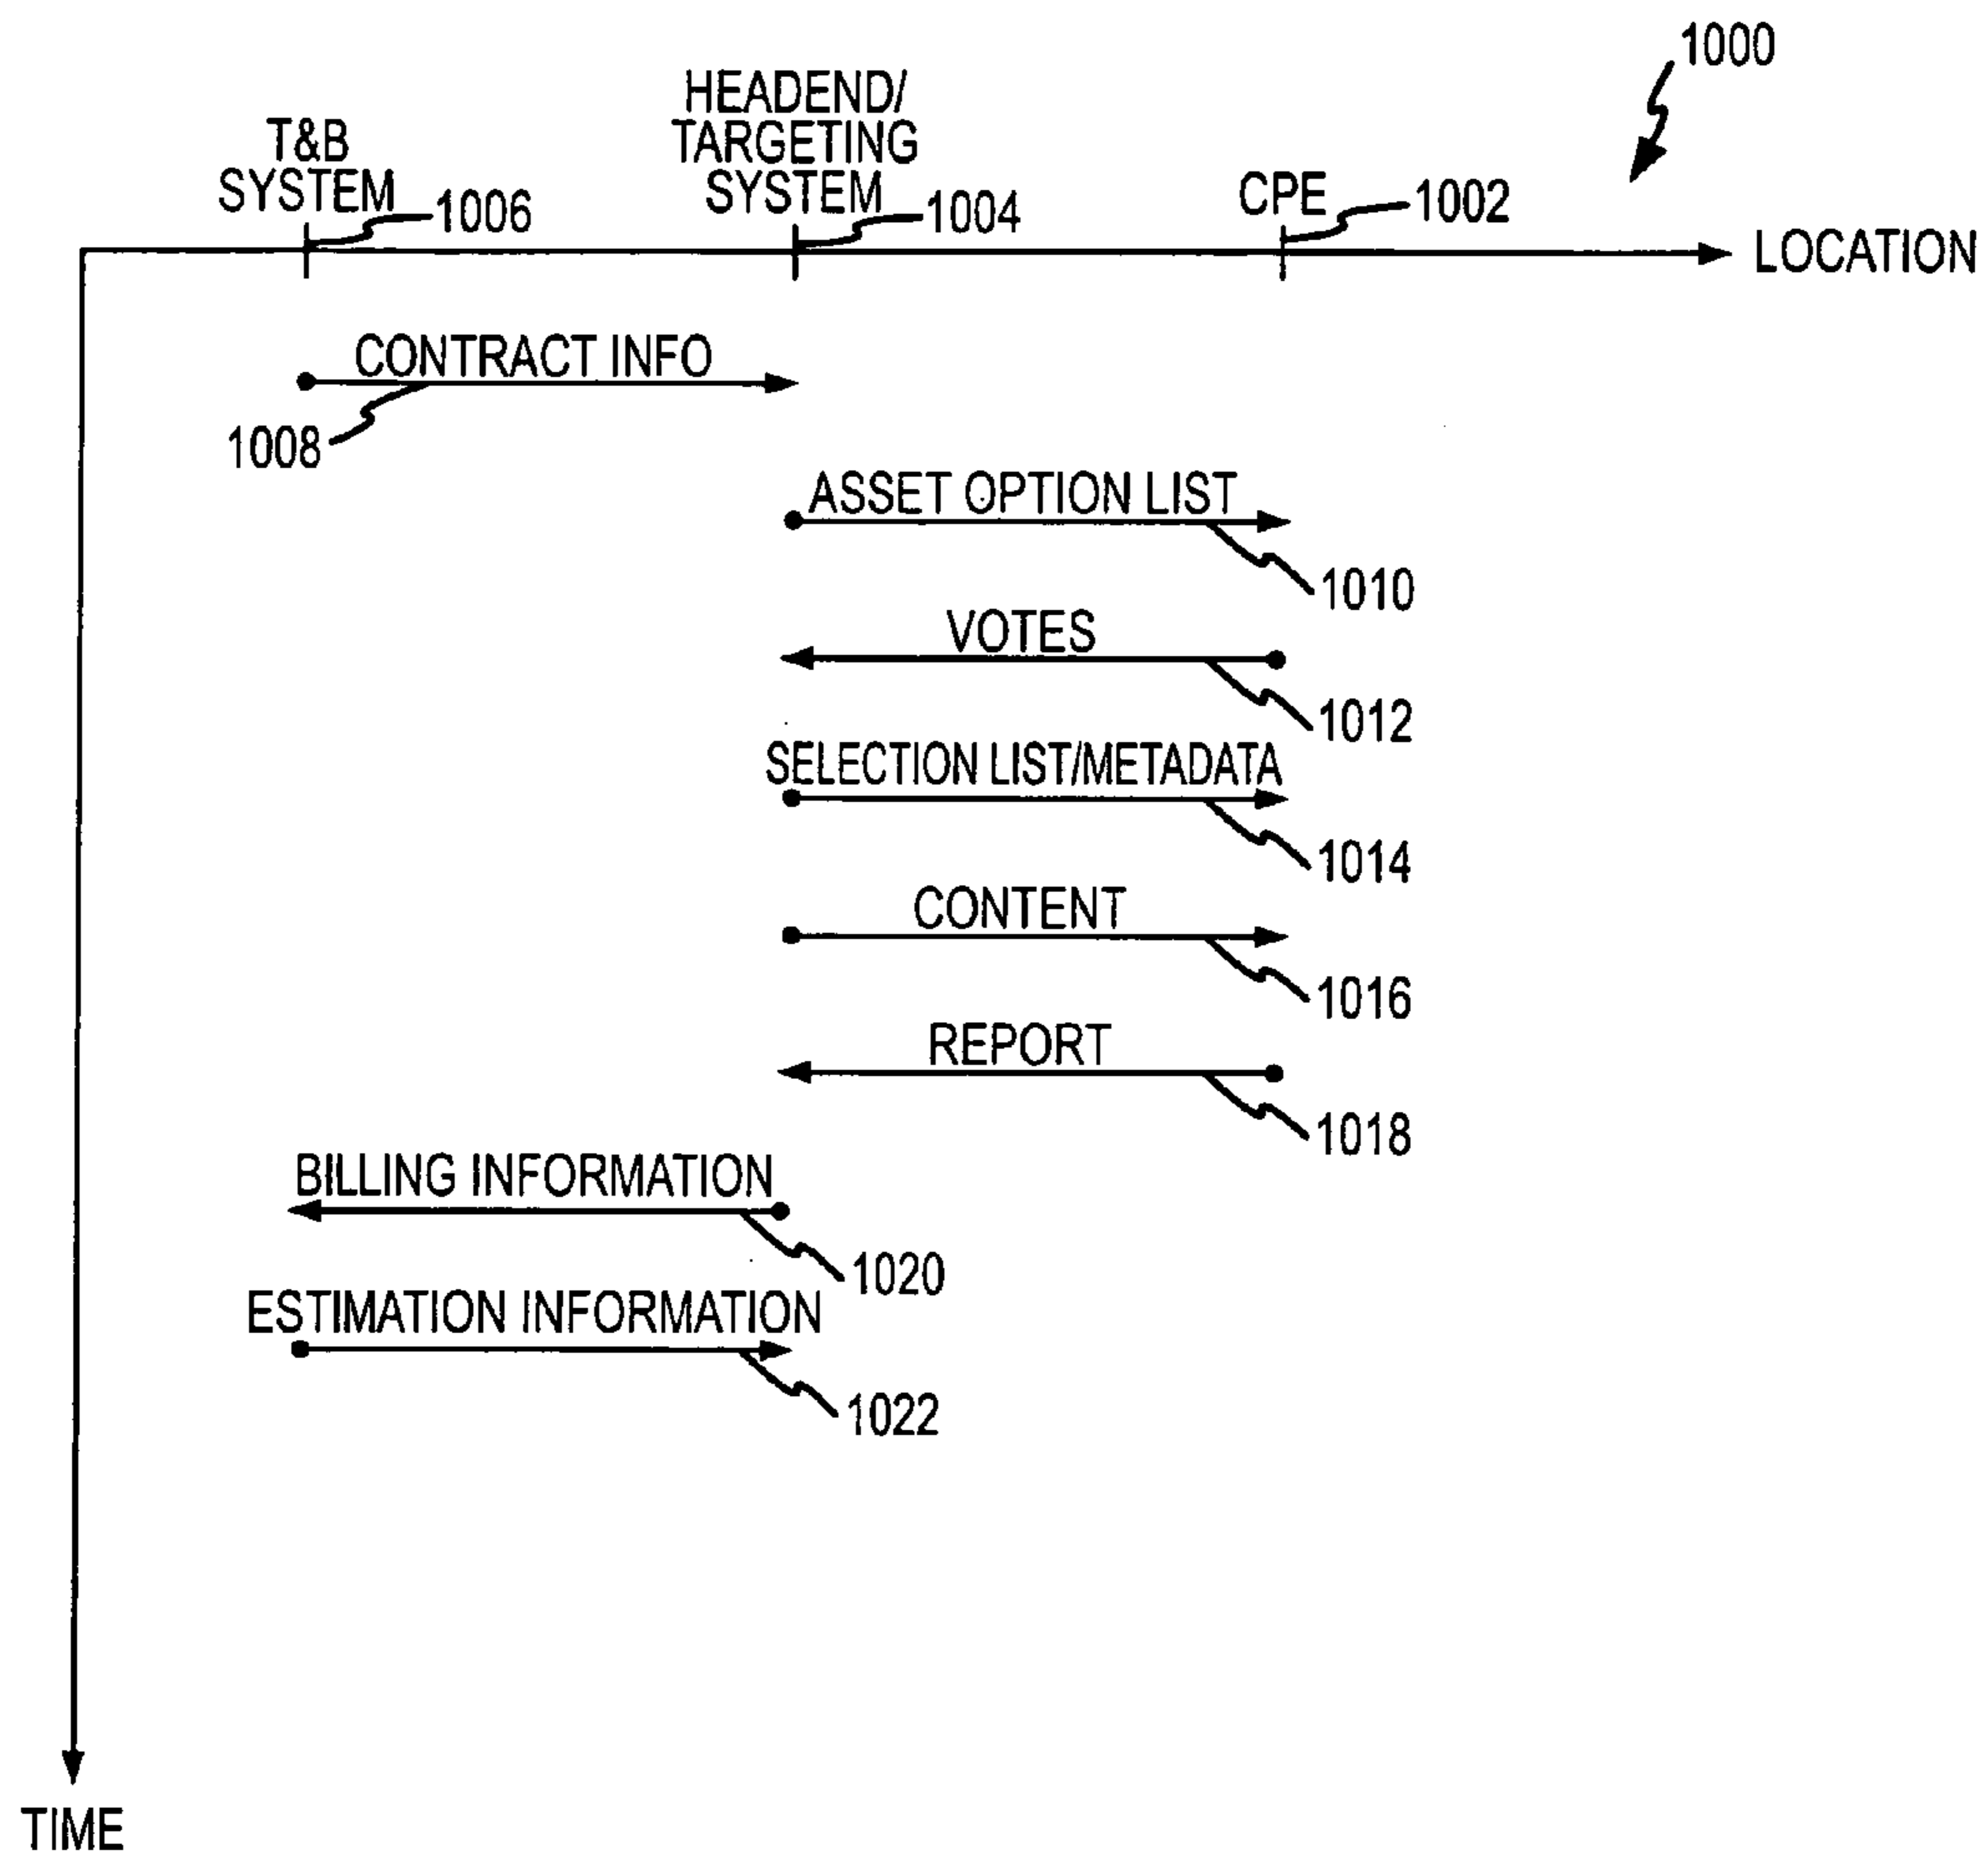 1000
HEADEND/
TARGETING
SYSTEM
T&B
SYSTEM
1006
1004
CPE
1002
LOCATION
CONTRACT INFO
1008
ASSET OPTION LIST
1010
VOTES
1012
SELECTION LIST/METADATA
1014
CONTENT
1016
REPORT
1018
BILLING INFORMATION
1020
ESTIMATION INFORMATION
1022
TIME